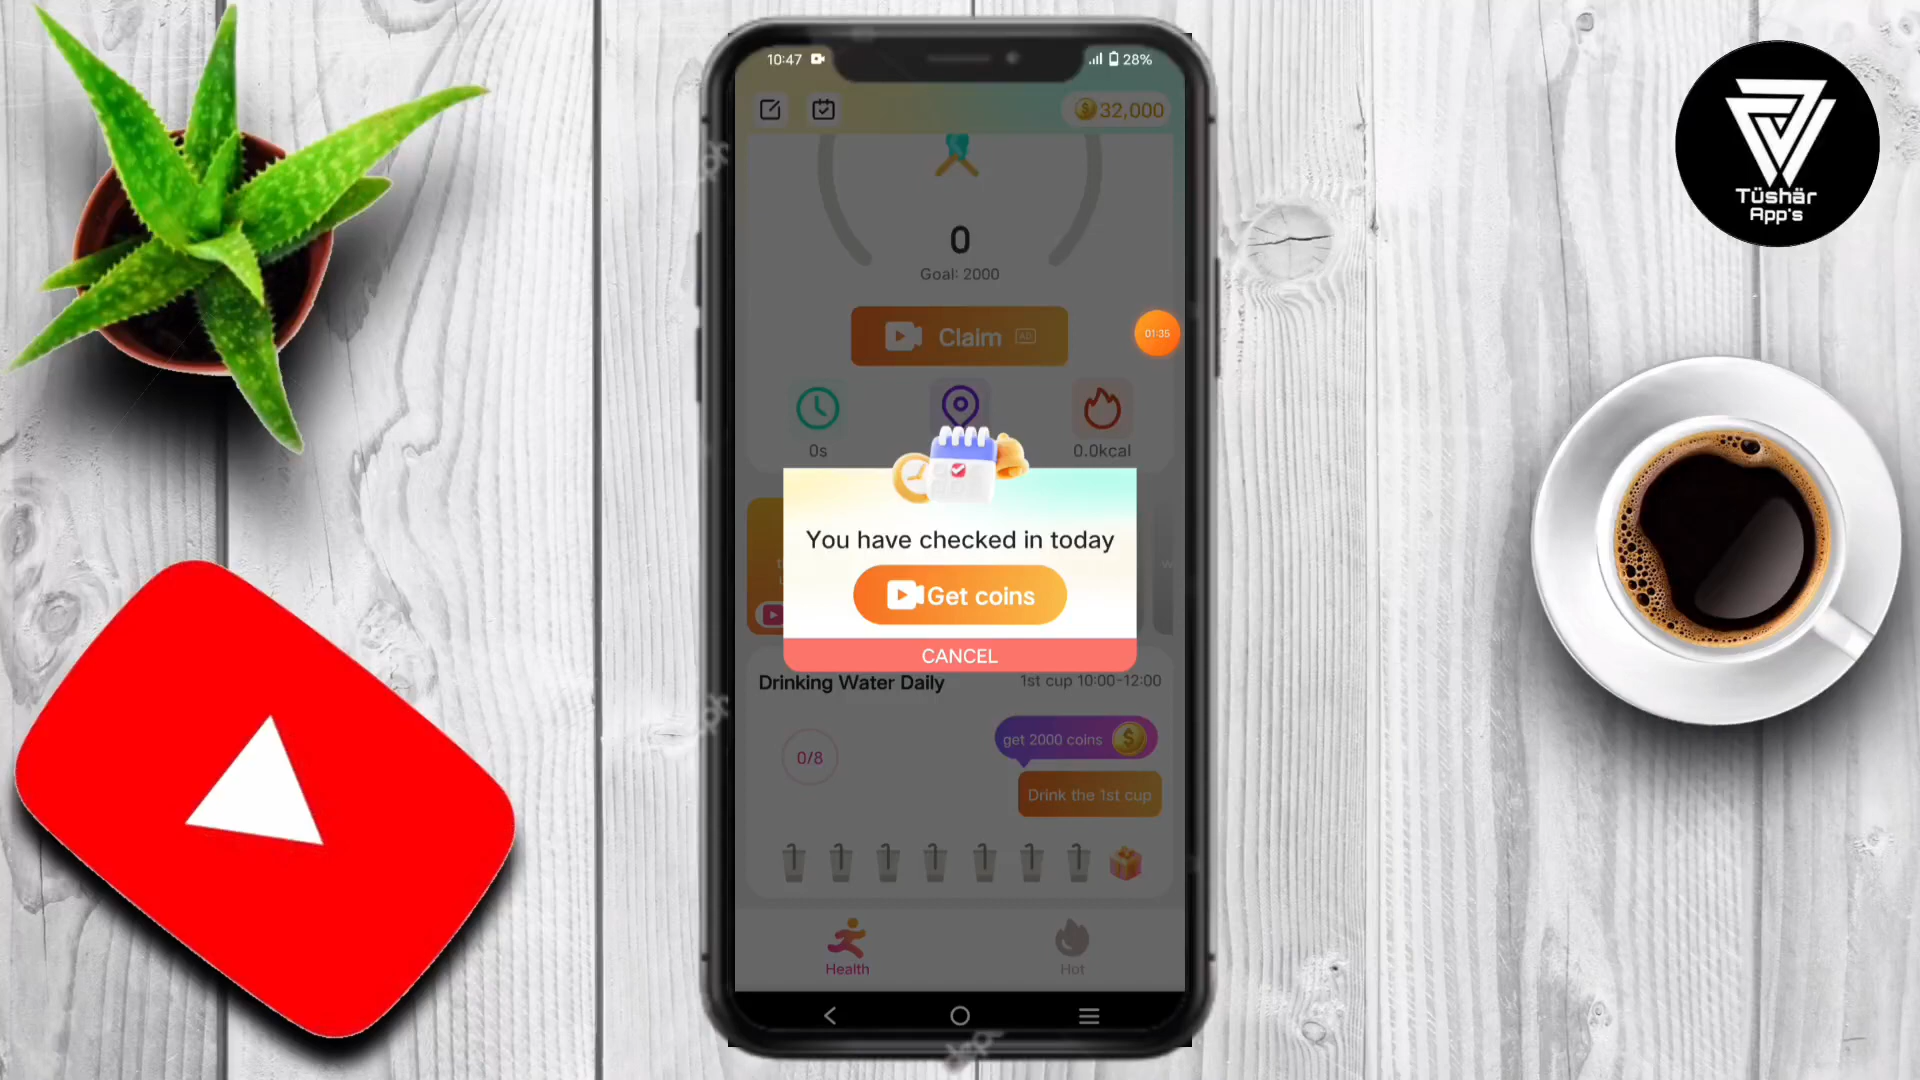 10:47
28%
32,000
0
Goal: 2000
Claim AD
01:35
0s
0.0kcal
You have checked in today
Get coins
CANCEL
Drinking Water Daily
1st cup 10:00-12:00
0/8
get 2000 coins
Drink the 1st cup
Health
Hot
Tüshär
App's